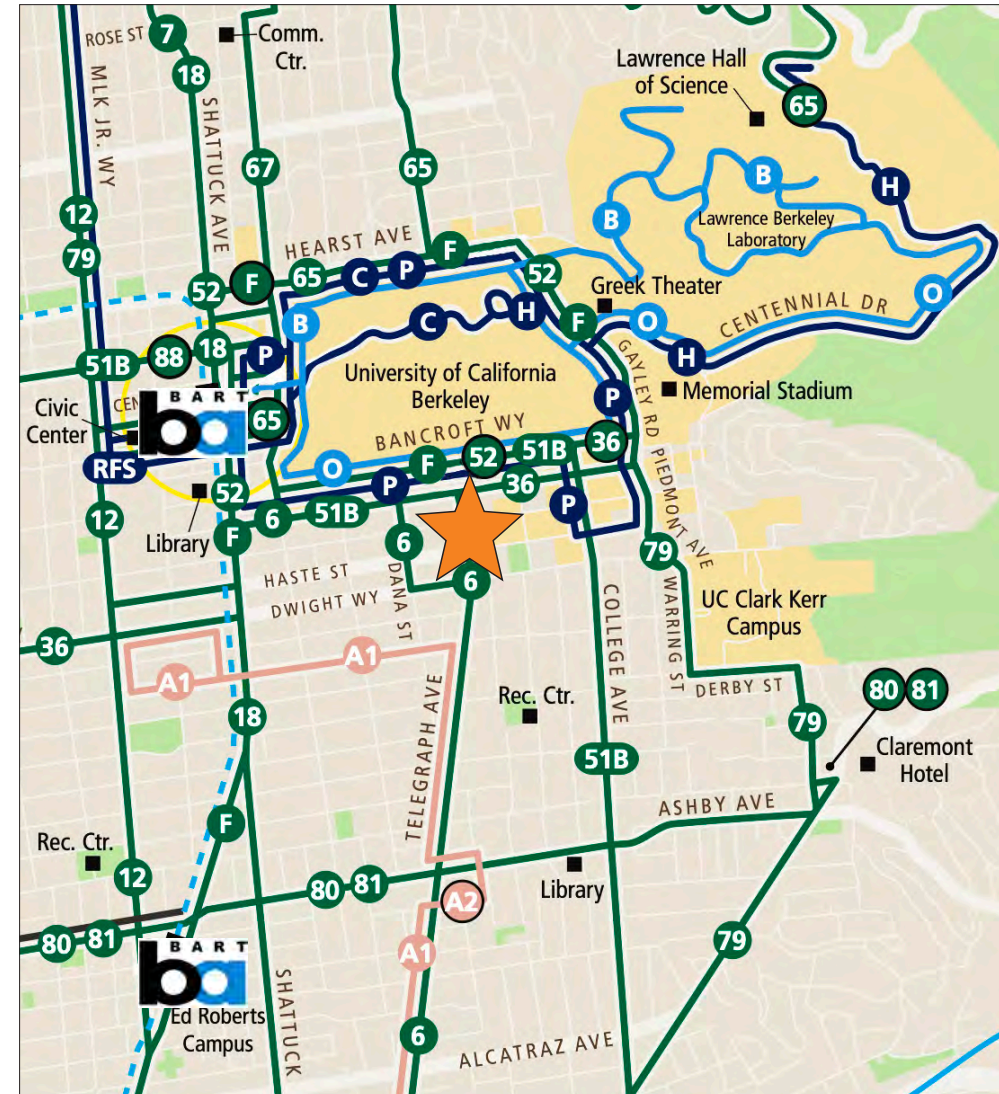 ROSE ST
7
Comm.
Ctr.
18
MLK JR. WY
SHATTUCK AVE
67
65
Lawrence Hall
of Science
65
H
B
B
Lawrence Berkeley
Laboratory
12
79
HEARST AVE
F
F
65
C
P
52
52
Greek Theater
O
CENTENNIAL DR
B
C
H
F
O
H
GAYLEY RD
51B
88
18
P
University of California
Berkeley
P
Memorial Stadium
CEN
BART
ba
65
Civic
Center
BANCROFT WY
36
51B
52
F
O
RFS
P
36
P
PIEDMONT AVE
52
Library
12
F
6
51B
6
79
HASTE ST
DANA ST
6
DWIGHT WY
COLLEGE AVE
WARRING ST
UC Clark Kerr
Campus
36
A1
A1
DERBY ST
80
81
Rec. Ctr.
18
TELEGRAPH AVE
79
51B
Claremont
Hotel
ASHBY AVE
F
Rec. Ctr.
12
80
81
Library
A2
80
81
79
A1
BART
ba
Ed Roberts
Campus
SHATTUCK
6
ALCATRAZ AVE